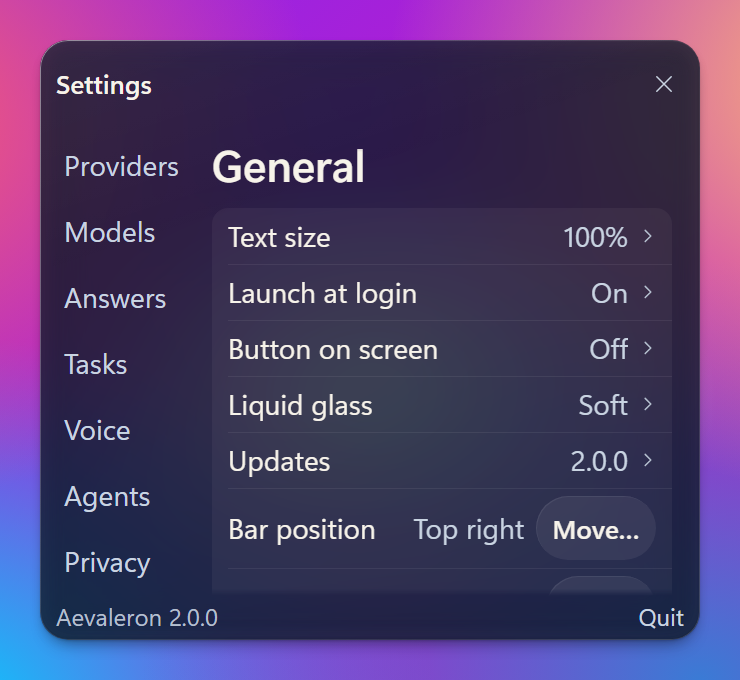 Settings
Providers
Models
Answers
Tasks
Voice
Agents
Privacy
General
Text size 100%
Launch at login On
Button on screen Off
Liquid glass Soft
Updates 2.0.0
Bar position Top right Move...
Aevaleron 2.0.0 Quit